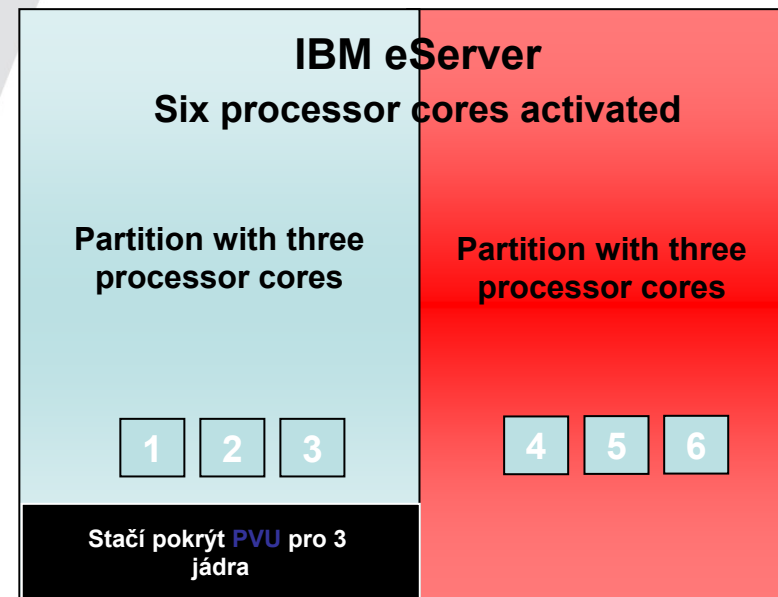 IBM eServer
Six processor cores activated
Partition with three
processor cores
1 2 3
Stačí pokrýt PVU pro 3
jádra
Partition with three
processor cores
4 5 6